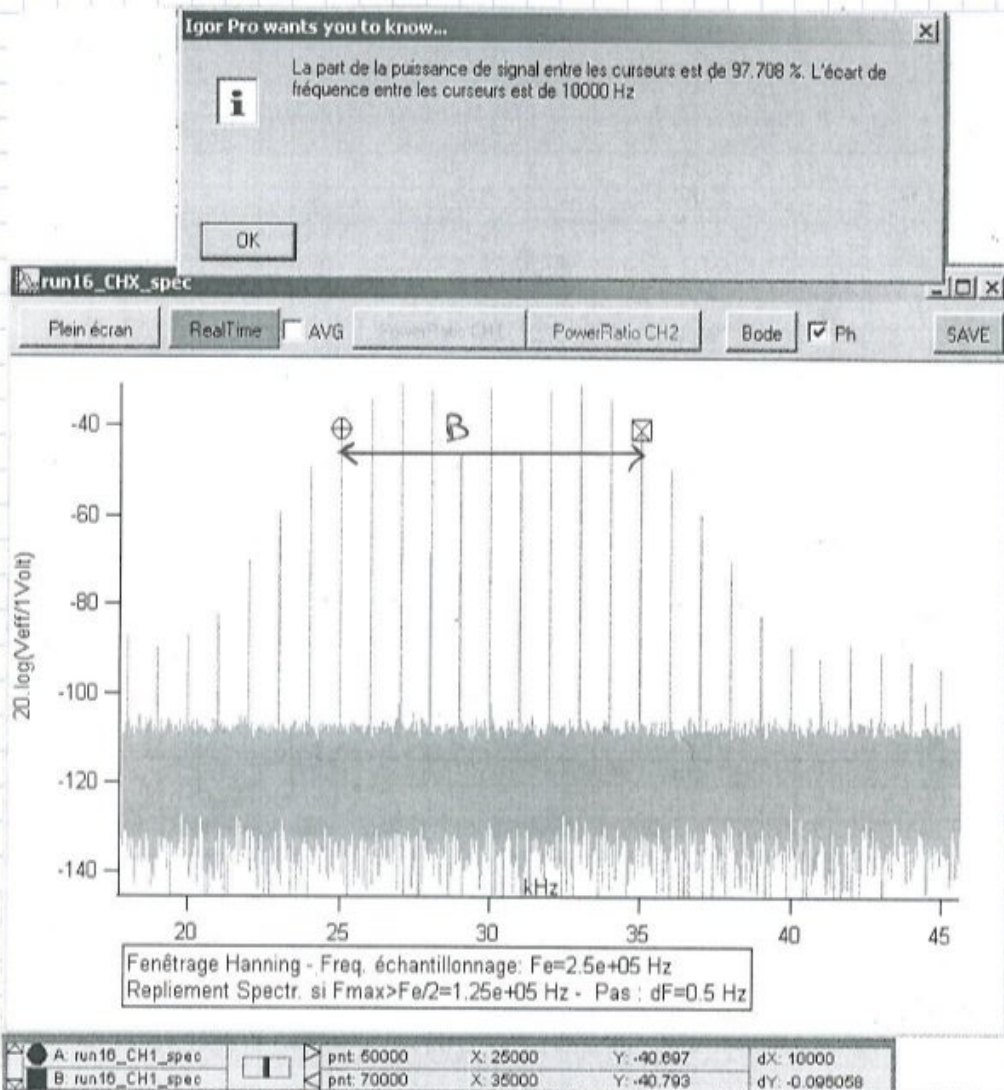 Igor Pro wants you to know...
La part de la puissance de signal entre les curseurs est de 97.708 %. L'écart de
fréquence entre les curseurs est de 10000 Hz
OK
run16_CHX_spec
Plein écran RealTime AVG PowerRatio CH1 PowerRatio CH2 Bode Ph SAVE
B
20.log(Veff/1Volt)
-40
-60
-80
-100
-120
-140
kHz
20 25 30 35 40 45
Fenêtrage Hanning - Freq. échantillonnage: Fe=2.5e+05 Hz
Repliement Spectr. si Fmax>Fe/2=1.25e+05 Hz - Pas : dF=0.5 Hz
A: run16_CH1_spec pnt: 50000 X: 25000 Y: -40.697 dX: 10000
B: run16_CH1_spec pnt: 70000 X: 35000 Y: -40.793 dY: -0.096068